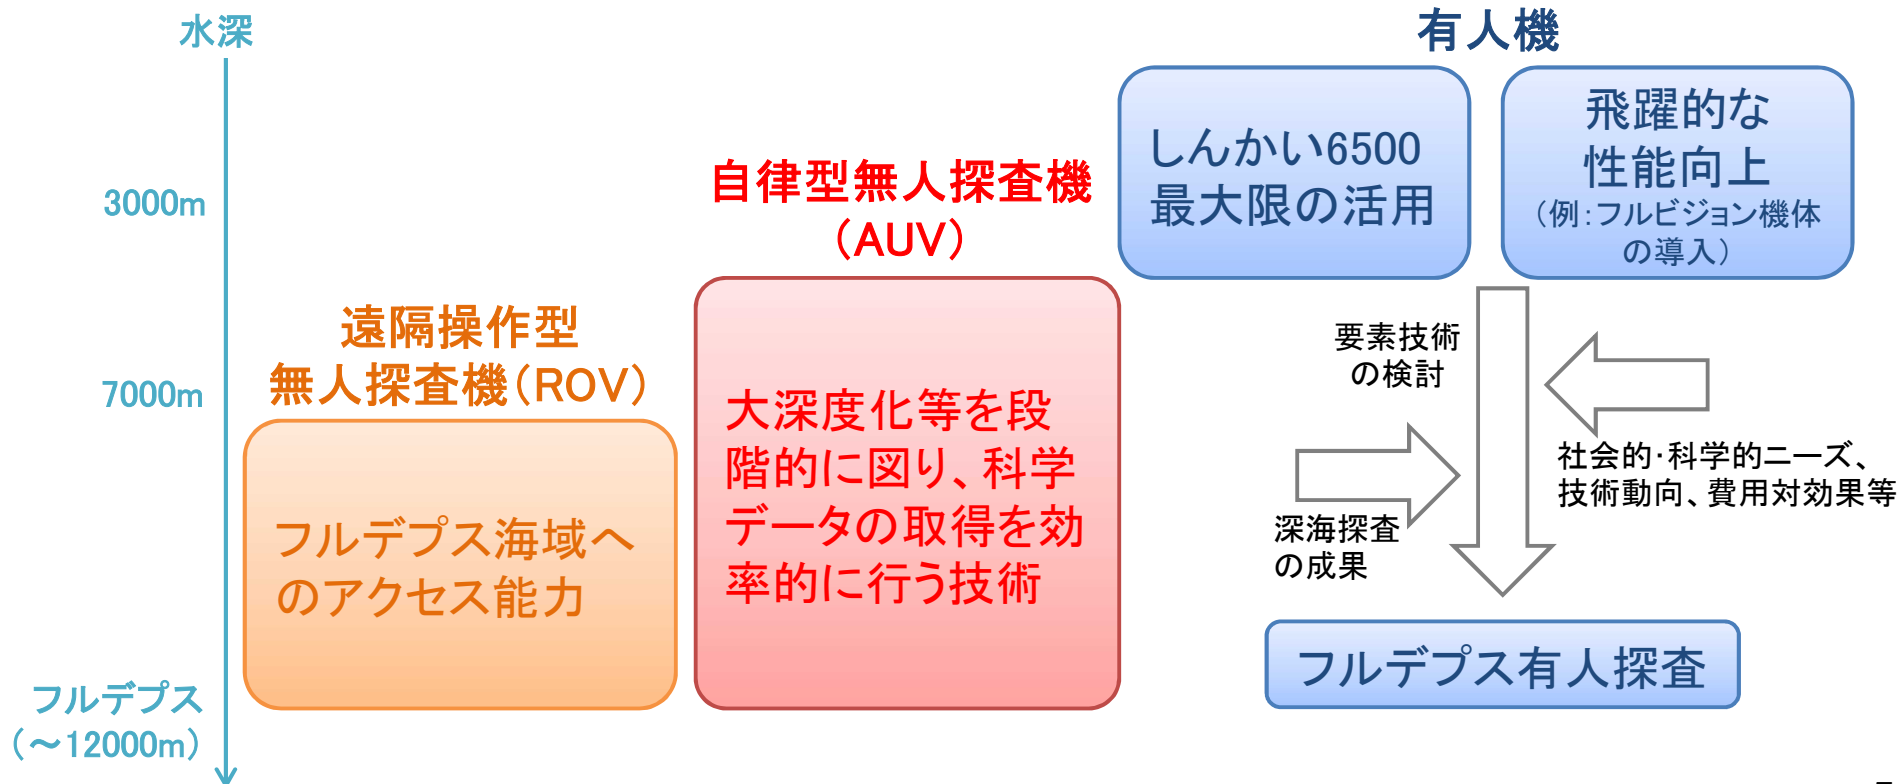 水深
3000m
7000m
フルデプス
（～12000m）
遠隔操作型
無人探査機（ROV）
フルデプス海域へ
のアクセス能力
自律型無人探査機
（AUV）
大深度化等を段
階的に図り、科学
データの取得を効
率的に行う技術
有人機
しんかい6500
最大限の活用
飛躍的な
性能向上
（例：フルビジョン機体
の導入）
要素技術
の検討
社会的・科学的ニーズ、
技術動向、費用対効果等
深海探査
の成果
フルデプス有人探査